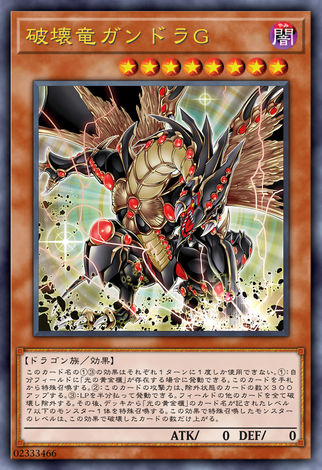 破壊竜ガンドラG
闇
やみ
【ドラゴン族／効果】
このカード名の①③の効果はそれぞれ1ターンに1度しか使用できない。①:自
分フィールドに「光の黄金櫃」が存在する場合に発動できる。このカードを手札
から特殊召喚する。②:このカードの攻撃力は、除外状態のカードの数×300
アップする。③:LPを半分払って発動できる。フィールドの他のカードを全て破
壊し除外する。その後、デッキから「光の黄金櫃」のカード名が記されたレベル
7以下のモンスター1体を特殊召喚する。この効果で特殊召喚したモンスター
のレベルは、この効果で破壊したカードの数だけ上がる。
ATK/ 0 DEF/ 0
02333466